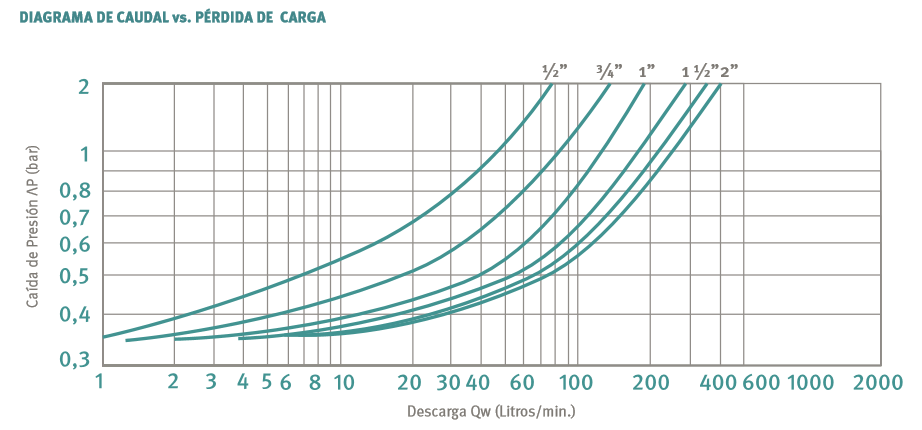 DIAGRAMA DE CAUDAL vs. PÉRDIDA DE CARGA
½” ¾” 1” 1 ½” 2”
2
1
0,8
0,7
0,6
0,5
0,4
0,3
Caída de Presión ΛP (bar)
1 2 3 4 5 6 8 10 20 30 40 60 100 200 400 600 1000 2000
Descarga Qw (Litros/min.)